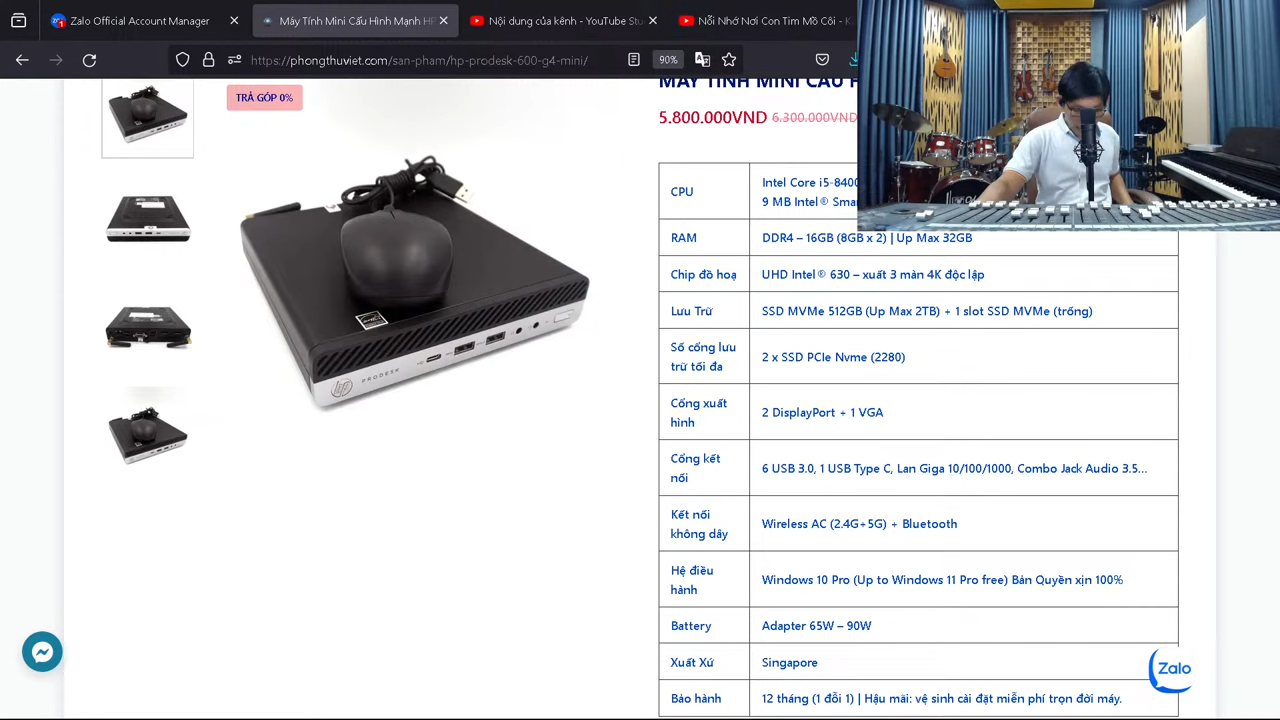 Zalo Official Account Manager
Máy Tính Mini Cấu Hình Mạnh HP
Nội dung của kênh - YouTube Stu
Nỗi Nhớ Nơi Con Tim Mồ Côi - K
https://phongthuviet.com/san-pham/hp-prodesk-600-g4-mini/
90%
TRẢ GÓP 0%
MÁY TÍNH MINI CẤU H
5.800.000VND 6.300.000VND
CPU
Intel Core i5-8400
9 MB Intel® Smar
RAM
DDR4 – 16GB (8GB x 2) | Up Max 32GB
Chip đồ hoạ
UHD Intel® 630 – xuất 3 màn 4K độc lập
Lưu Trữ
SSD MVMe 512GB (Up Max 2TB) + 1 slot SSD MVMe (trống)
Số cổng lưu
trữ tối đa
2 x SSD PCIe Nvme (2280)
Cổng xuất
hình
2 DisplayPort + 1 VGA
Cổng kết
nối
6 USB 3.0, 1 USB Type C, Lan Giga 10/100/1000, Combo Jack Audio 3.5…
Kết nối
không dây
Wireless AC (2.4G+5G) + Bluetooth
Hệ điều
hành
Windows 10 Pro (Up to Windows 11 Pro free) Bản Quyền xịn 100%
Battery
Adapter 65W – 90W
Xuất Xứ
Singapore
Bảo hành
12 tháng (1 đổi 1) | Hậu mãi: vệ sinh cài đặt miễn phí trọn đời máy.
hp PRODESK
Zalo